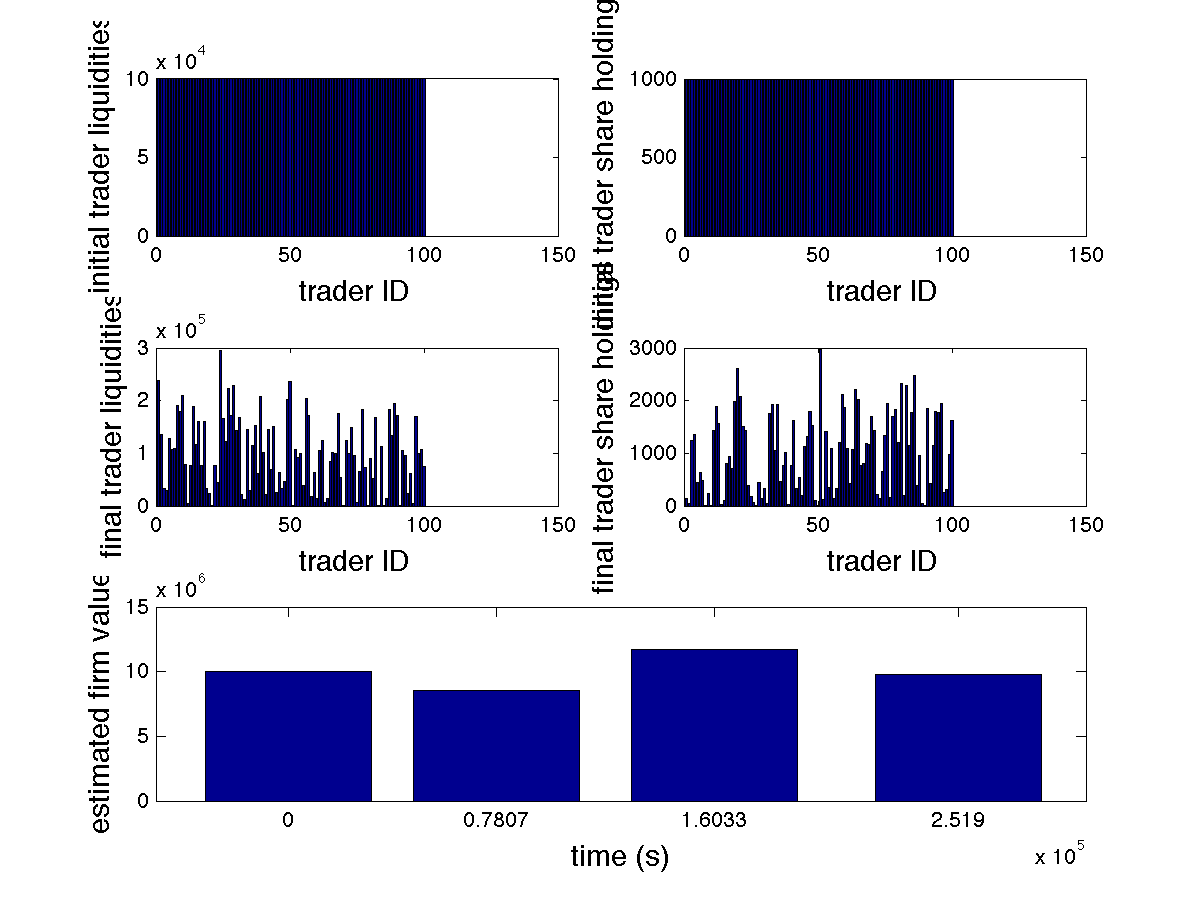 x 10^4
10
5
0
0 50 100 150
initial trader liquidities
trader ID
1000
500
0
0 50 100 150
trader share holding
trader ID
x 10^5
3
2
1
0
0 50 100 150
final trader liquidities
trader ID
3000
2000
1000
0
0 50 100 150
final trader share holdings
trader ID
x 10^6
15
10
5
0
0 0.7807 1.6033 2.519
x 10^5
estimated firm value
time (s)